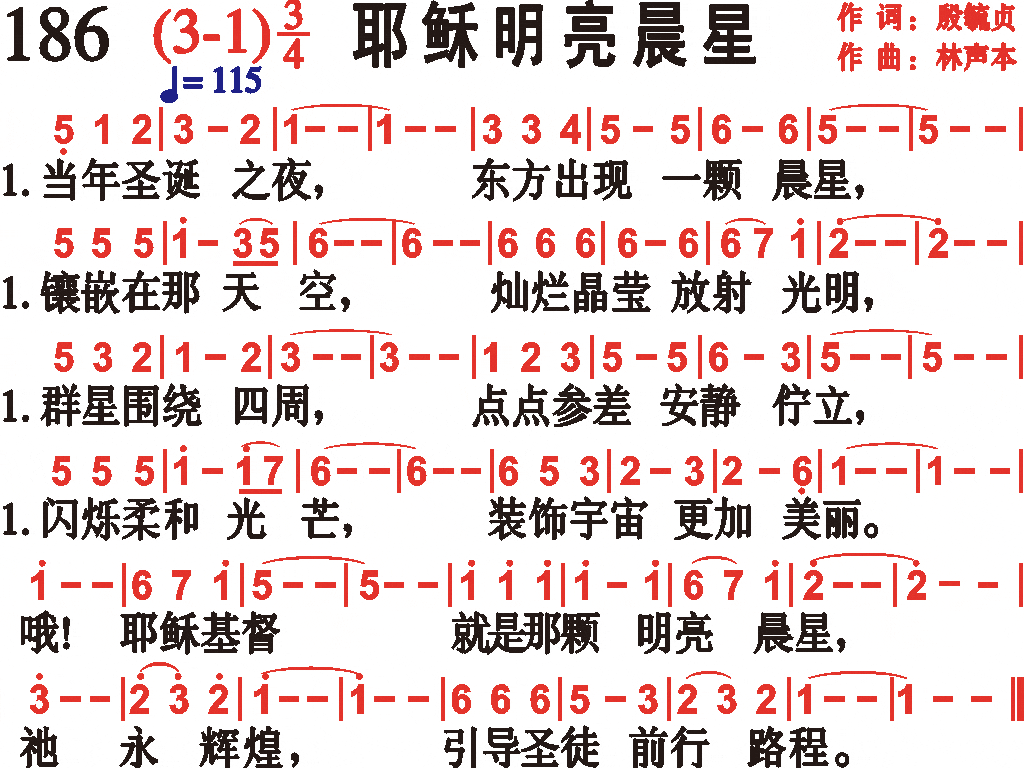 186 (3-1) 3/4 耶稣明亮晨星 作 词：殷毓贞
♩= 115 作 曲：林声本
5̣ 1 2|3 - 2|1 - -|1 - -|3 3 4|5 - 5|6 - 6|5 - -|5 - -|
1.当年圣诞 之夜， 东方出现 一颗 晨星，
5 5 5|1̇ - 35|6 - -|6 - -|6 6 6|6 - 6|6 7 1̇|2̇ - -|2̇ - -|
1.镶嵌在那 天 空， 灿烂晶莹 放射 光明，
5 3 2|1 - 2|3 - -|3 - -|1 2 3|5 - 5|6 - 3|5 - -|5 - -|
1.群星围绕 四周， 点点参差 安静 伫立，
5 5 5|1̇ - 1̇7|6 - -|6 - -|6 5 3|2 - 3|2 - 6̣|1 - -|1 - -|
1.闪烁柔和 光 芒， 装饰宇宙 更加 美丽。
1̇ - -|6 7 1̇|5 - -|5 - -|1̇ 1̇ 1̇|1̇ - 1̇|6 7 1̇|2̇ - -|2̇ - -|
哦! 耶稣基督 就是那颗 明亮 晨星，
3̇ - -|2̇ 3̇ 2̇|1̇ - -|1̇ - -|6 6 6|5 - 3|2 3 2|1 - -|1 - -‖
祂 永 辉煌， 引导圣徒 前行 路程。